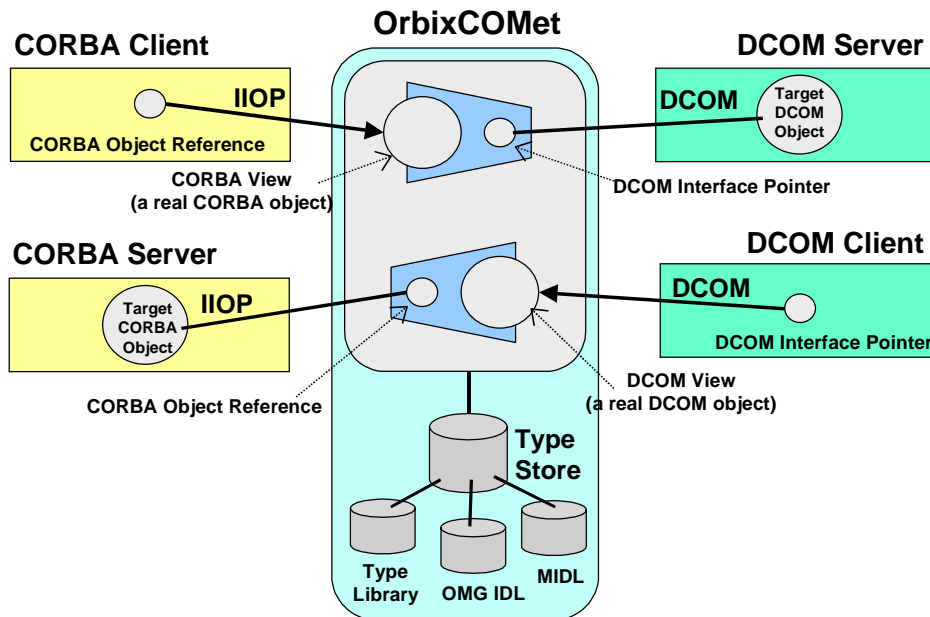 OrbixCOMet
CORBA Client
DCOM Server
IIOP
CORBA Object Reference
DCOM
Target
DCOM
Object
CORBA View
(a real CORBA object)
DCOM Interface Pointer
CORBA Server
DCOM Client
IIOP
Target
CORBA
Object
DCOM
DCOM Interface Pointer
CORBA Object Reference
DCOM View
(a real DCOM object)
Type
Store
Type
Library
OMG IDL
MIDL